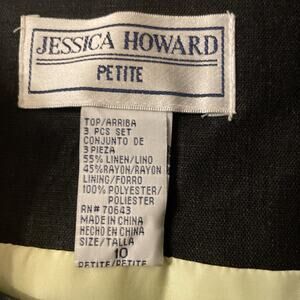 JESSICA HOWARD
PETITE
TOP/ARRIBA
3 PCS SET
CONJUNTO DE
3 PIEZA
55% LINEN/LINO
45%RAYON/RAYON
LINING/FORRO
100% POLYESTER/
POLIESTER
RN# 70643
MADE IN CHINA
HECHO EN CHINA
SIZE/TALLA
10
PETITE/PETITE